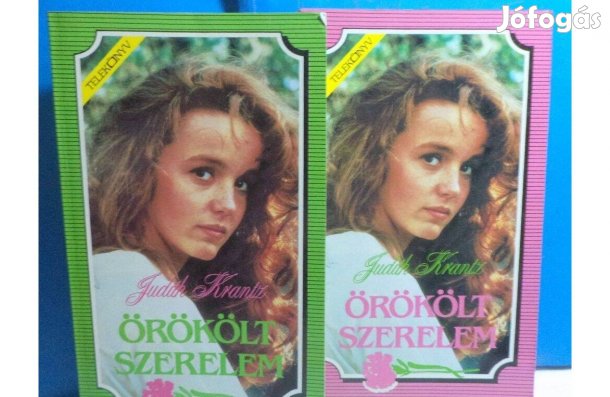 Jófogás
TELEKÖNYV
Judith Krantz
ÖRÖKÖLT
SZERELEM
TELEKÖNYV
Judith Krantz
ÖRÖKÖLT
SZERELEM